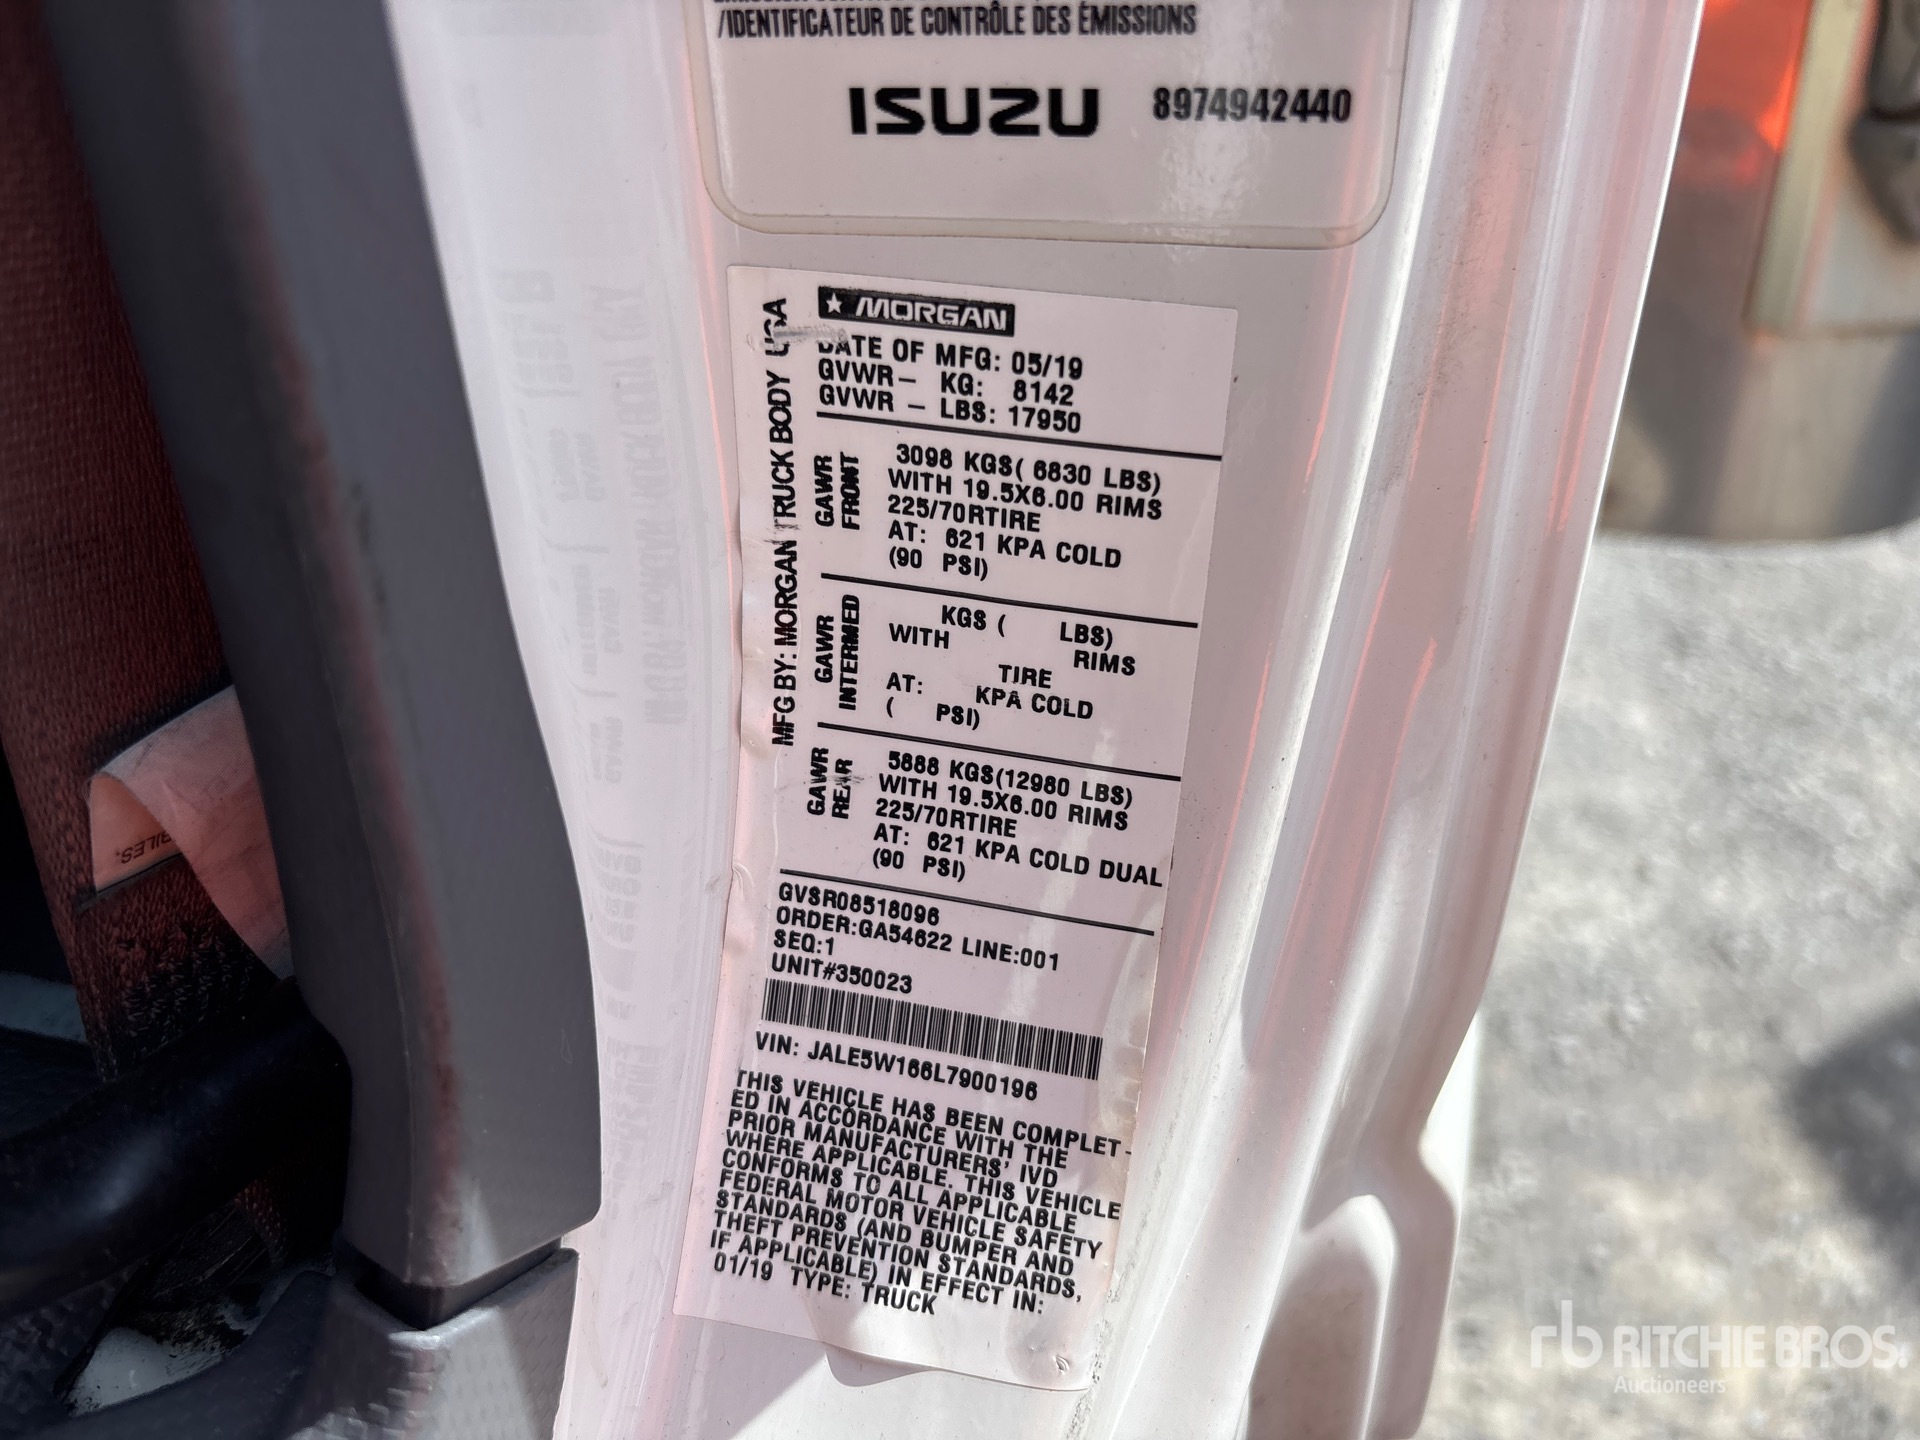 /IDENTIFICATEUR DE CONTRÔLE DES ÉMISSIONS
ISUZU 8974942440
MORGAN
MFG BY: MORGAN TRUCK BODY USA
DATE OF MFG: 05/19
GVWR— KG: 8142
GVWR — LBS: 17950
GAWR FRONT
3098 KGS( 6830 LBS)
WITH 19.5X6.00 RIMS
225/70RTIRE
AT: 621 KPA COLD
(90 PSI)
GAWR INTERMED
KGS ( LBS)
WITH RIMS
TIRE
AT: KPA COLD
( PSI)
GAWR REAR
5888 KGS(12980 LBS)
WITH 19.5X6.00 RIMS
225/70RTIRE
AT: 621 KPA COLD DUAL
(90 PSI)
GVSR08518096
ORDER:GA54622 LINE:001
SEQ:1
UNIT#350023
VIN: JALE5W166L7900196
THIS VEHICLE HAS BEEN COMPLET-
ED IN ACCORDANCE WITH THE
PRIOR MANUFACTURERS' IVD
WHERE APPLICABLE. THIS VEHICLE
CONFORMS TO ALL APPLICABLE
FEDERAL MOTOR VEHICLE SAFETY
STANDARDS (AND BUMPER AND
THEFT PREVENTION STANDARDS,
IF APPLICABLE) IN EFFECT IN:
01/19 TYPE: TRUCK
rb RITCHIE BROS.
Auctioneers